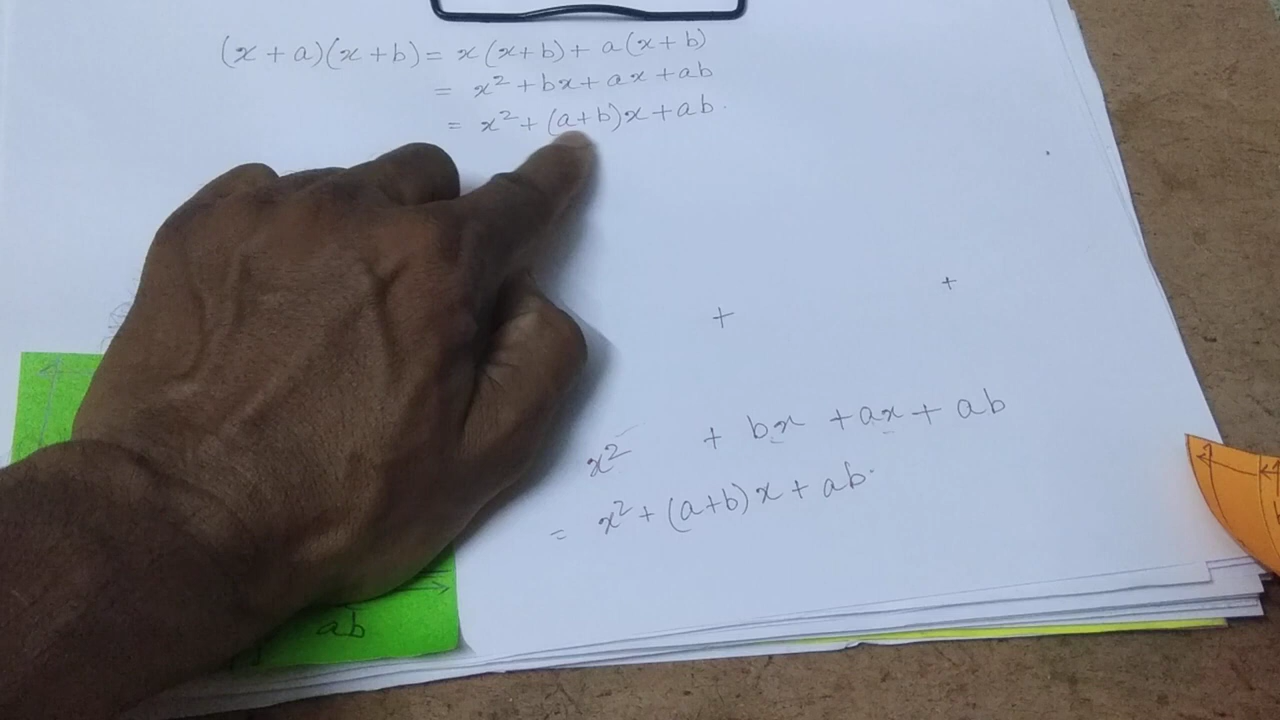 (x + a)(x + b) = x(x+b) + a(x+b)
= x² + bx + ax + ab
= x² + (a+b)x + ab.
+ +
x² + bx + ax + ab
= x² + (a+b)x + ab.
ab